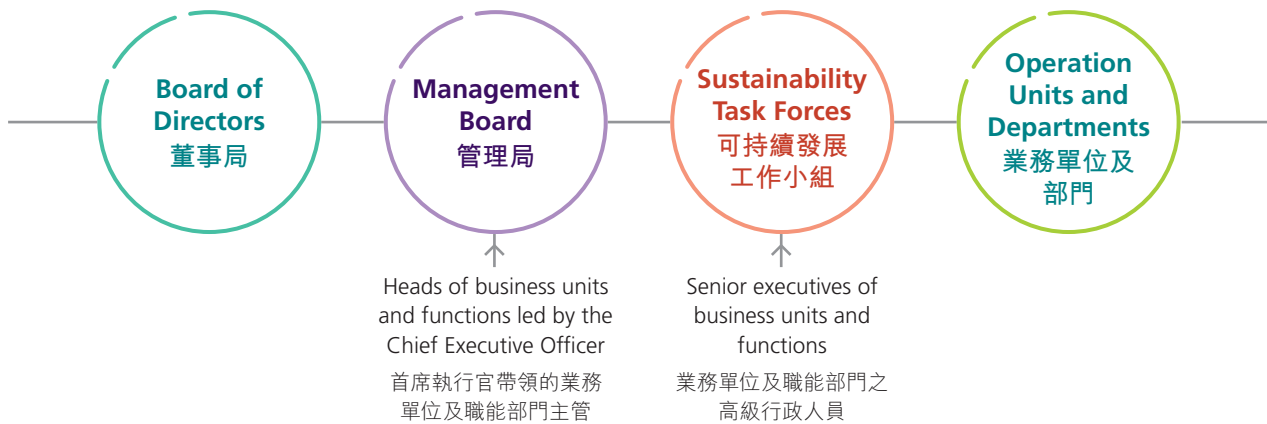 Board of
Directors
董事局
Management
Board
管理局
Sustainability
Task Forces
可持續發展
工作小組
Operation
Units and
Departments
業務單位及
部門
Heads of business units
and functions led by the
Chief Executive Officer
首席執行官帶領的業務
單位及職能部門主管
Senior executives of
business units and
functions
業務單位及職能部門之
高級行政人員